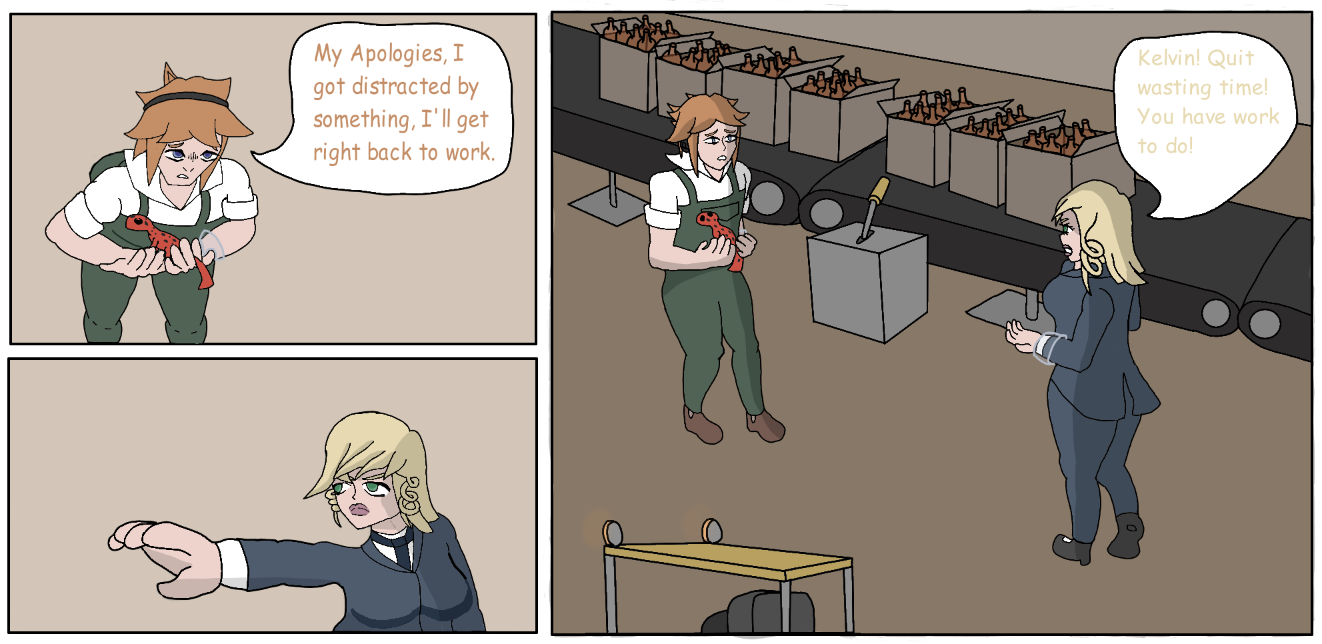 My Apologies, I
got distracted by
something, I'll get
right back to work.
Kelvin! Quit
wasting time!
You have work
to do!